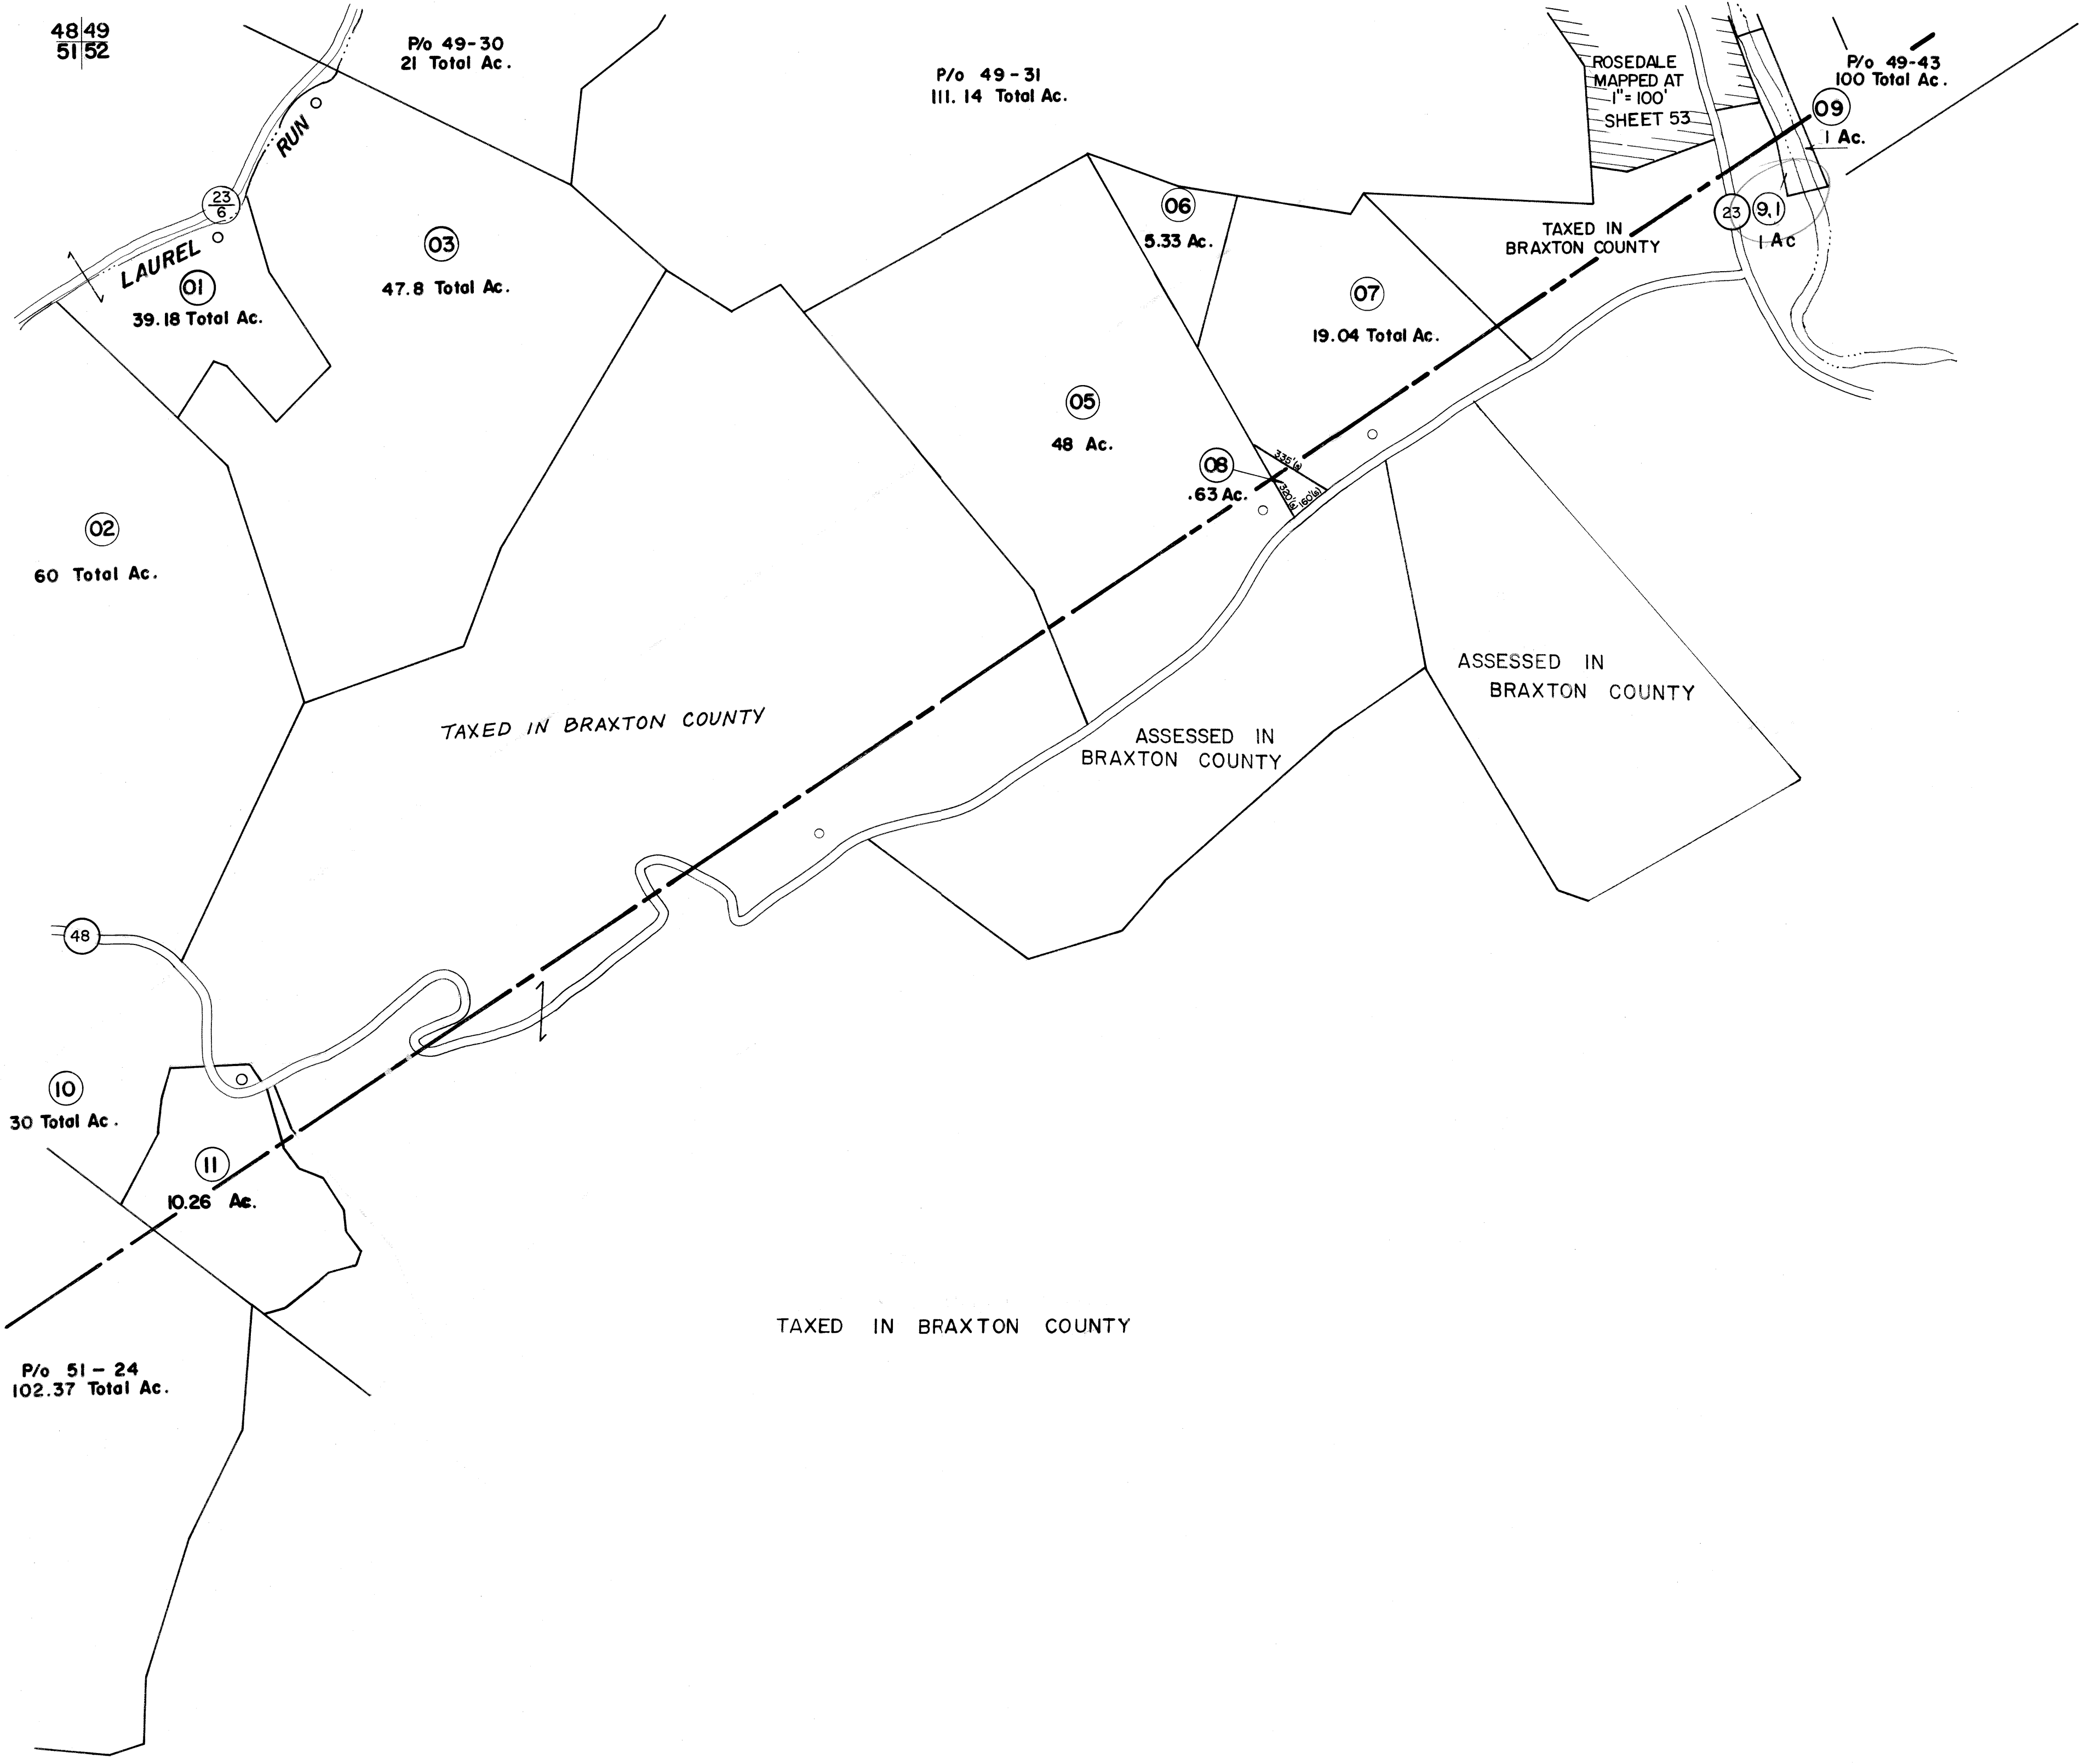 48 49
51 52
P/o 49-30
21 Total Ac.
P/o 49-31
111.14 Total Ac.
ROSEDALE
MAPPED AT
1"=100'
SHEET 53
P/o 49-43
100 Total Ac.
09
1 Ac.
RUN
23
6
LAUREL
01
39.18 Total Ac.
03
47.8 Total Ac.
06
5.33 Ac.
23
9.1
1 Ac
TAXED IN
BRAXTON COUNTY
07
19.04 Total Ac.
05
48 Ac.
08
.63 Ac.
335'(s)
320'(s)
160'(s)
02
60 Total Ac.
ASSESSED IN
BRAXTON COUNTY
TAXED IN BRAXTON COUNTY
ASSESSED IN
BRAXTON COUNTY
48
10
30 Total Ac.
11
10.26 Ac.
TAXED IN BRAXTON COUNTY
P/o 51-24
102.37 Total Ac.